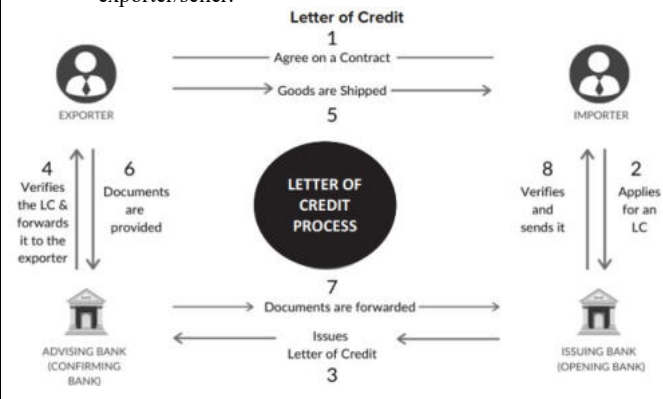 exporter/seller.
Letter of Credit
1
Agree on a Contract
Goods are Shipped
5
EXPORTER
IMPORTER
4
Verifies
the LC &
forwards
it to the
exporter
6
Documents
are
provided
LETTER OF
CREDIT
PROCESS
8
Verifies
and
sends it
2
Applies
for an
LC
7
Documents are forwarded
Issues
Letter of Credit
3
ADVISING BANK
(CONFIRMING
BANK)
ISSUING BANK
(OPENING BANK)